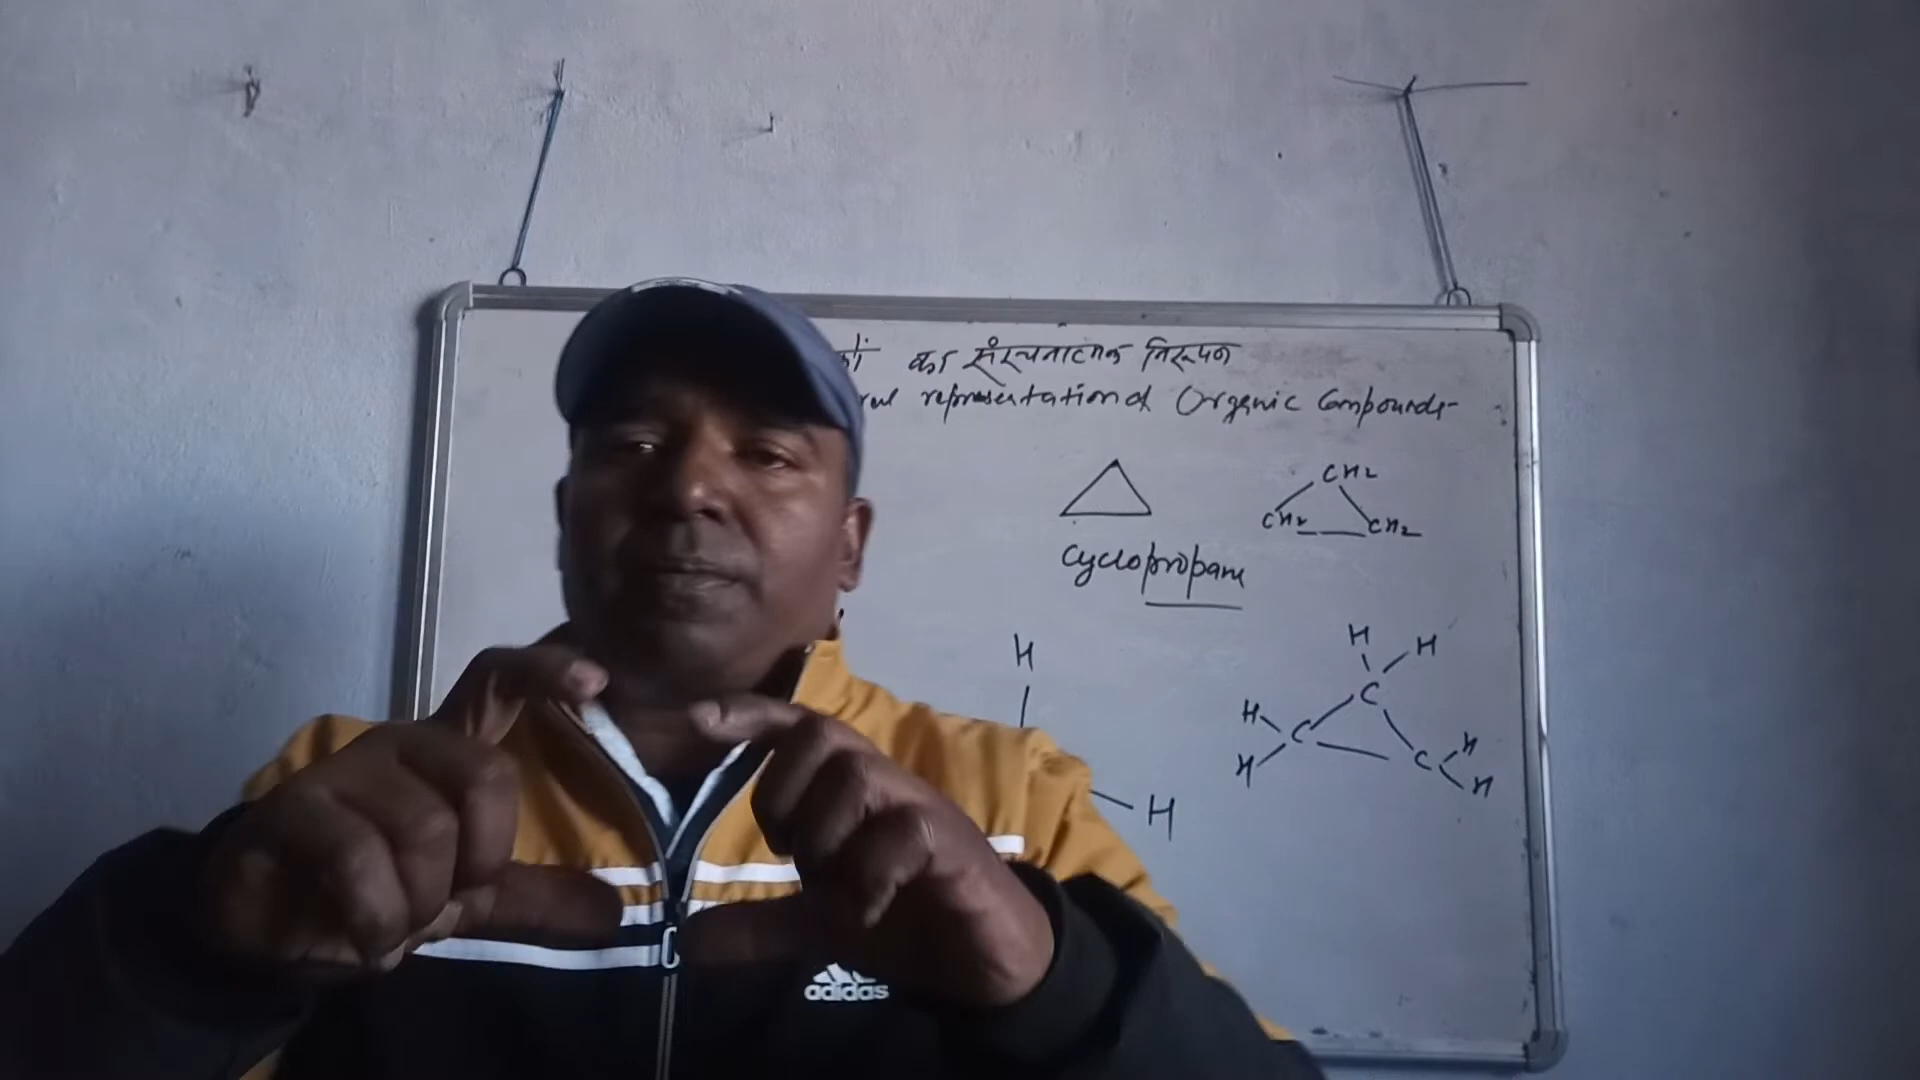 का संरचनात्मक निरूपण
representation of Organic Compounds
CH2
CH2 CH2
Cyclopropane
H
H H
C
H
C
H
C H
H
H
adidas